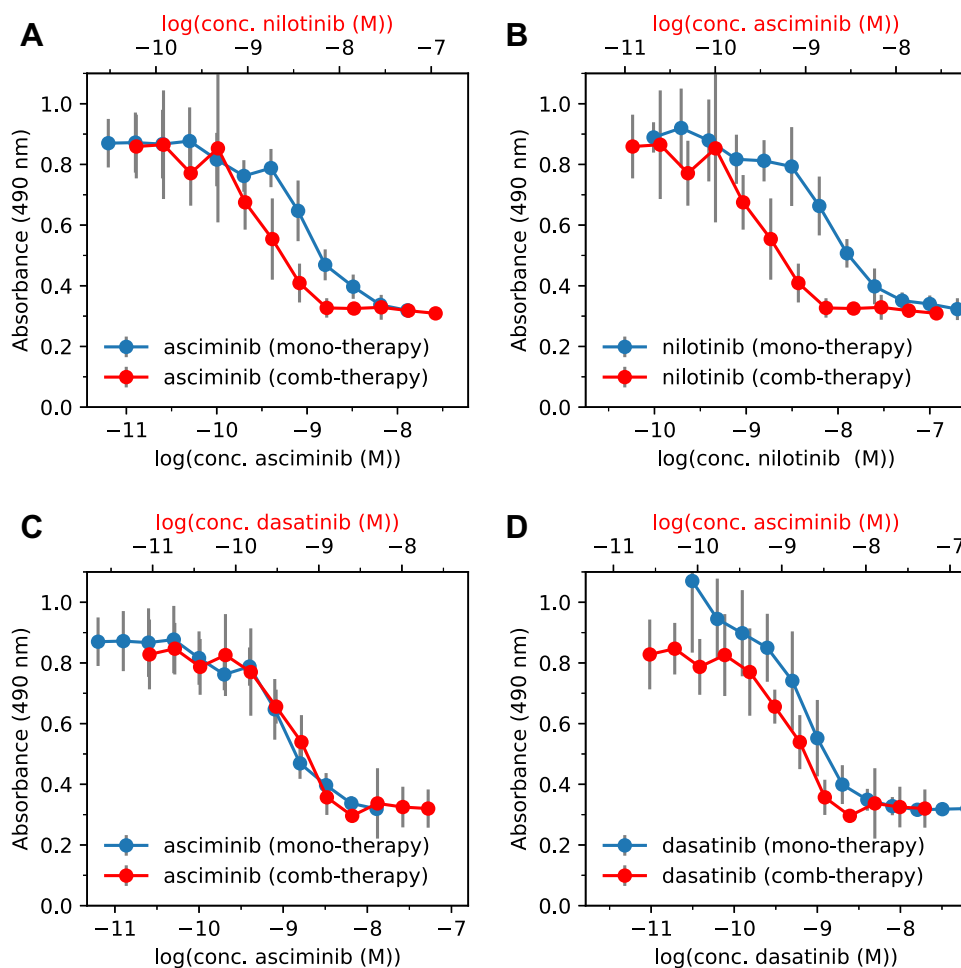 A
log(conc. nilotinib (M))
−10 −9 −8 −7
Absorbance (490 nm)
1.0
0.8
0.6
0.4
0.2
0.0
asciminib (mono-therapy)
asciminib (comb-therapy)
−11 −10 −9 −8
log(conc. asciminib (M))
B
log(conc. asciminib (M))
−11 −10 −9 −8
Absorbance (490 nm)
1.0
0.8
0.6
0.4
0.2
0.0
nilotinib (mono-therapy)
nilotinib (comb-therapy)
−10 −9 −8 −7
log(conc. nilotinib (M))
C
log(conc. dasatinib (M))
−11 −10 −9 −8
Absorbance (490 nm)
1.0
0.8
0.6
0.4
0.2
0.0
asciminib (mono-therapy)
asciminib (comb-therapy)
−11 −10 −9 −8 −7
log(conc. asciminib (M))
D
log(conc. asciminib (M))
−11 −10 −9 −8 −7
Absorbance (490 nm)
1.0
0.8
0.6
0.4
0.2
0.0
dasatinib (mono-therapy)
dasatinib (comb-therapy)
−11 −10 −9 −8
log(conc. dasatinib (M))